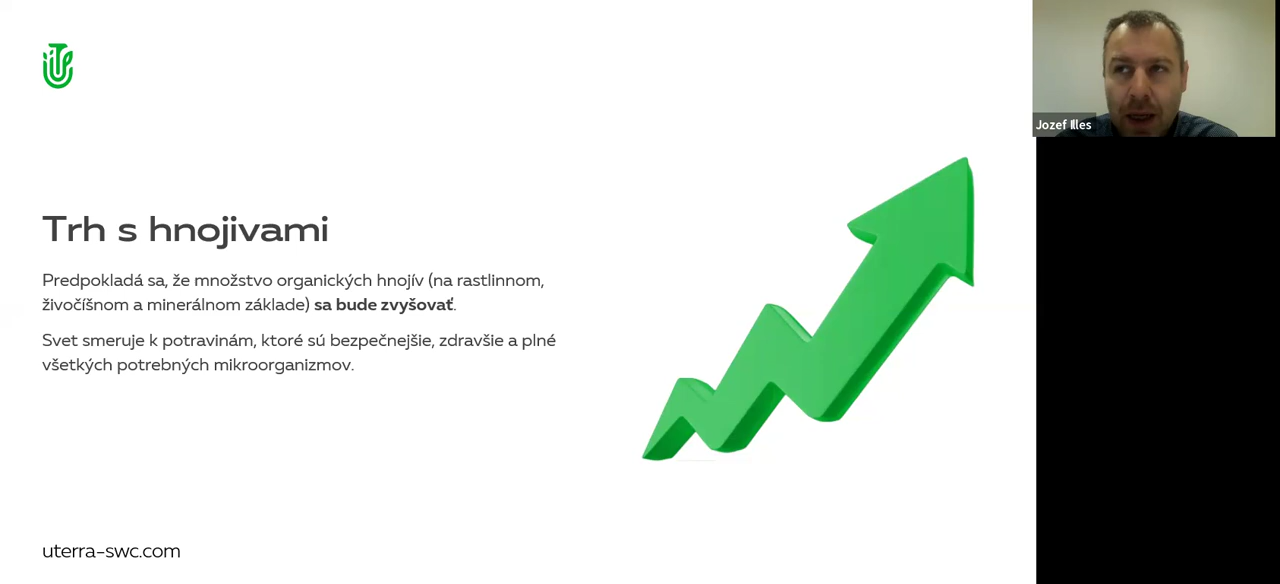 Trh s hnojivami
Predpokladá sa, že množstvo organických hnojív (na rastlinnom,
živočíšnom a minerálnom základe) sa bude zvyšovať.
Svet smeruje k potravinám, ktoré sú bezpečnejšie, zdravšie a plné
všetkých potrebných mikroorganizmov.
uterra-swc.com
Jozef Illes